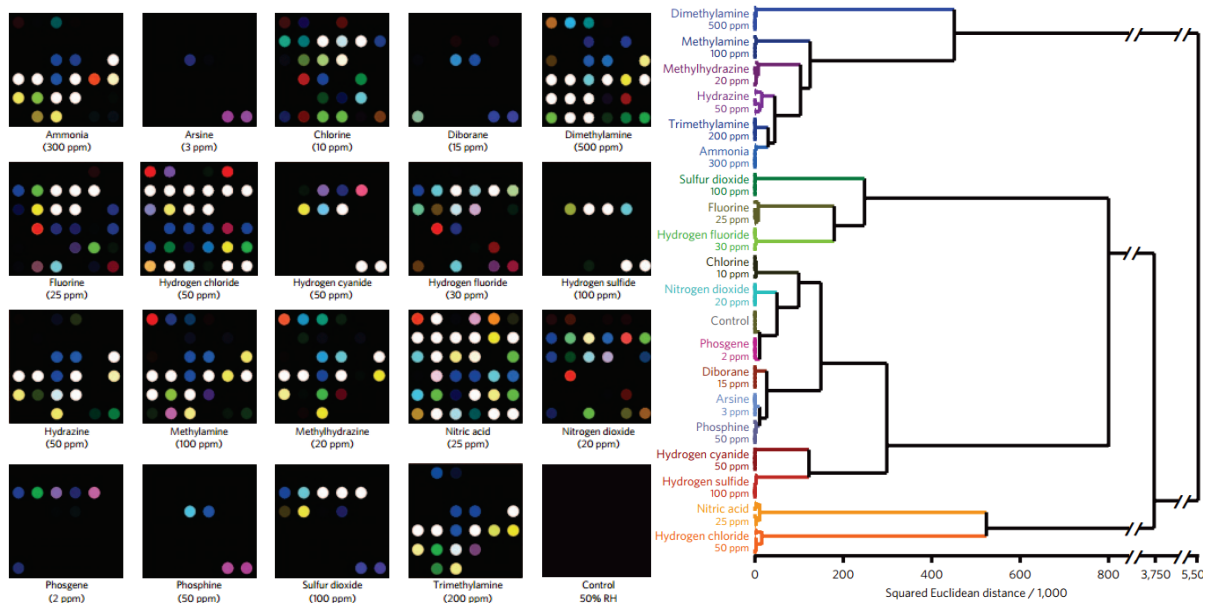 Ammonia
(300 ppm)
Arsine
(3 ppm)
Chlorine
(10 ppm)
Diborane
(15 ppm)
Dimethylamine
(500 ppm)
Fluorine
(25 ppm)
Hydrogen chloride
(50 ppm)
Hydrogen cyanide
(50 ppm)
Hydrogen fluoride
(30 ppm)
Hydrogen sulfide
(100 ppm)
Hydrazine
(50 ppm)
Methylamine
(100 ppm)
Methylhydrazine
(20 ppm)
Nitric acid
(25 ppm)
Nitrogen dioxide
(20 ppm)
Phosgene
(2 ppm)
Phosphine
(50 ppm)
Sulfur dioxide
(100 ppm)
Trimethylamine
(200 ppm)
Control
50% RH
Dimethylamine
500 ppm
Methylamine
100 ppm
Methylhydrazine
20 ppm
Hydrazine
50 ppm
Trimethylamine
200 ppm
Ammonia
300 ppm
Sulfur dioxide
100 ppm
Fluorine
25 ppm
Hydrogen fluoride
30 ppm
Chlorine
10 ppm
Nitrogen dioxide
20 ppm
Control
Phosgene
2 ppm
Diborane
15 ppm
Arsine
3 ppm
Phosphine
50 ppm
Hydrogen cyanide
50 ppm
Hydrogen sulfide
100 ppm
Nitric acid
25 ppm
Hydrogen chloride
50 ppm
0 200 400 600 800 3,750 5,50
Squared Euclidean distance / 1,000